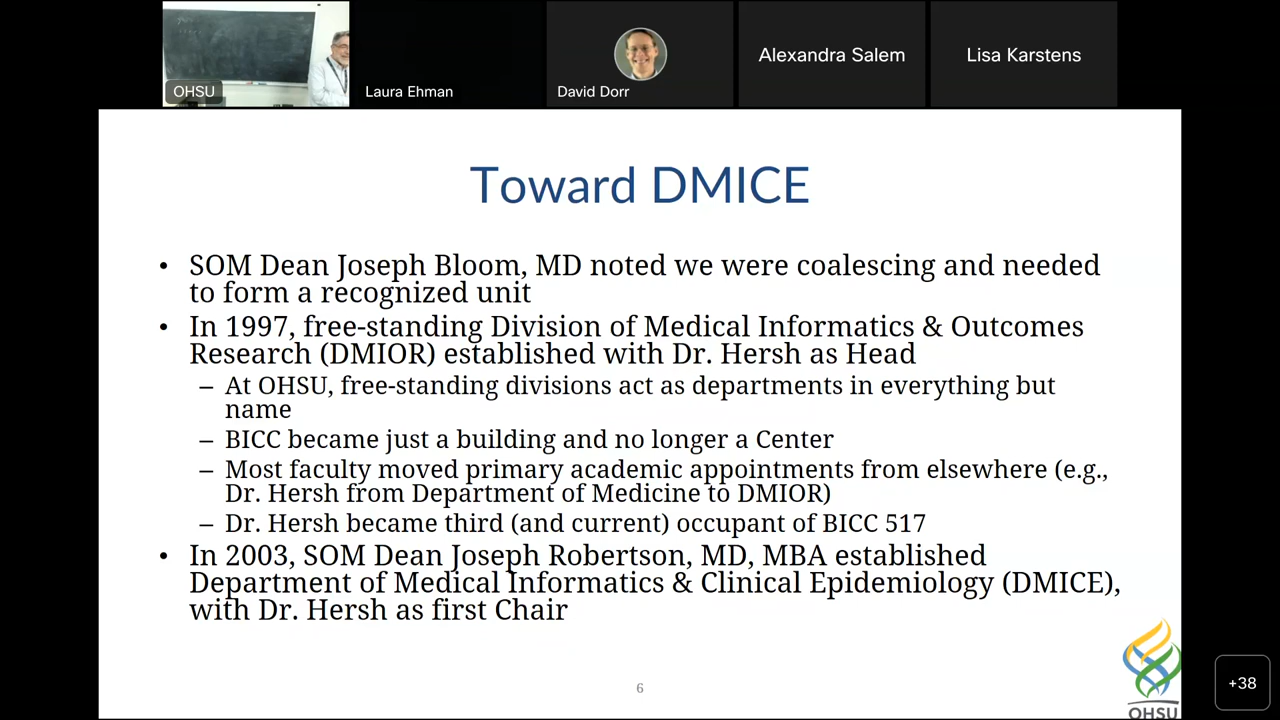 OHSU
Laura Ehman
David Dorr
Alexandra Salem
Lisa Karstens
Toward DMICE
• SOM Dean Joseph Bloom, MD noted we were coalescing and needed
to form a recognized unit
• In 1997, free-standing Division of Medical Informatics & Outcomes
Research (DMIOR) established with Dr. Hersh as Head
– At OHSU, free-standing divisions act as departments in everything but
name
– BICC became just a building and no longer a Center
– Most faculty moved primary academic appointments from elsewhere (e.g.,
Dr. Hersh from Department of Medicine to DMIOR)
– Dr. Hersh became third (and current) occupant of BICC 517
• In 2003, SOM Dean Joseph Robertson, MD, MBA established
Department of Medical Informatics & Clinical Epidemiology (DMICE),
with Dr. Hersh as first Chair
6
OHSU
+38